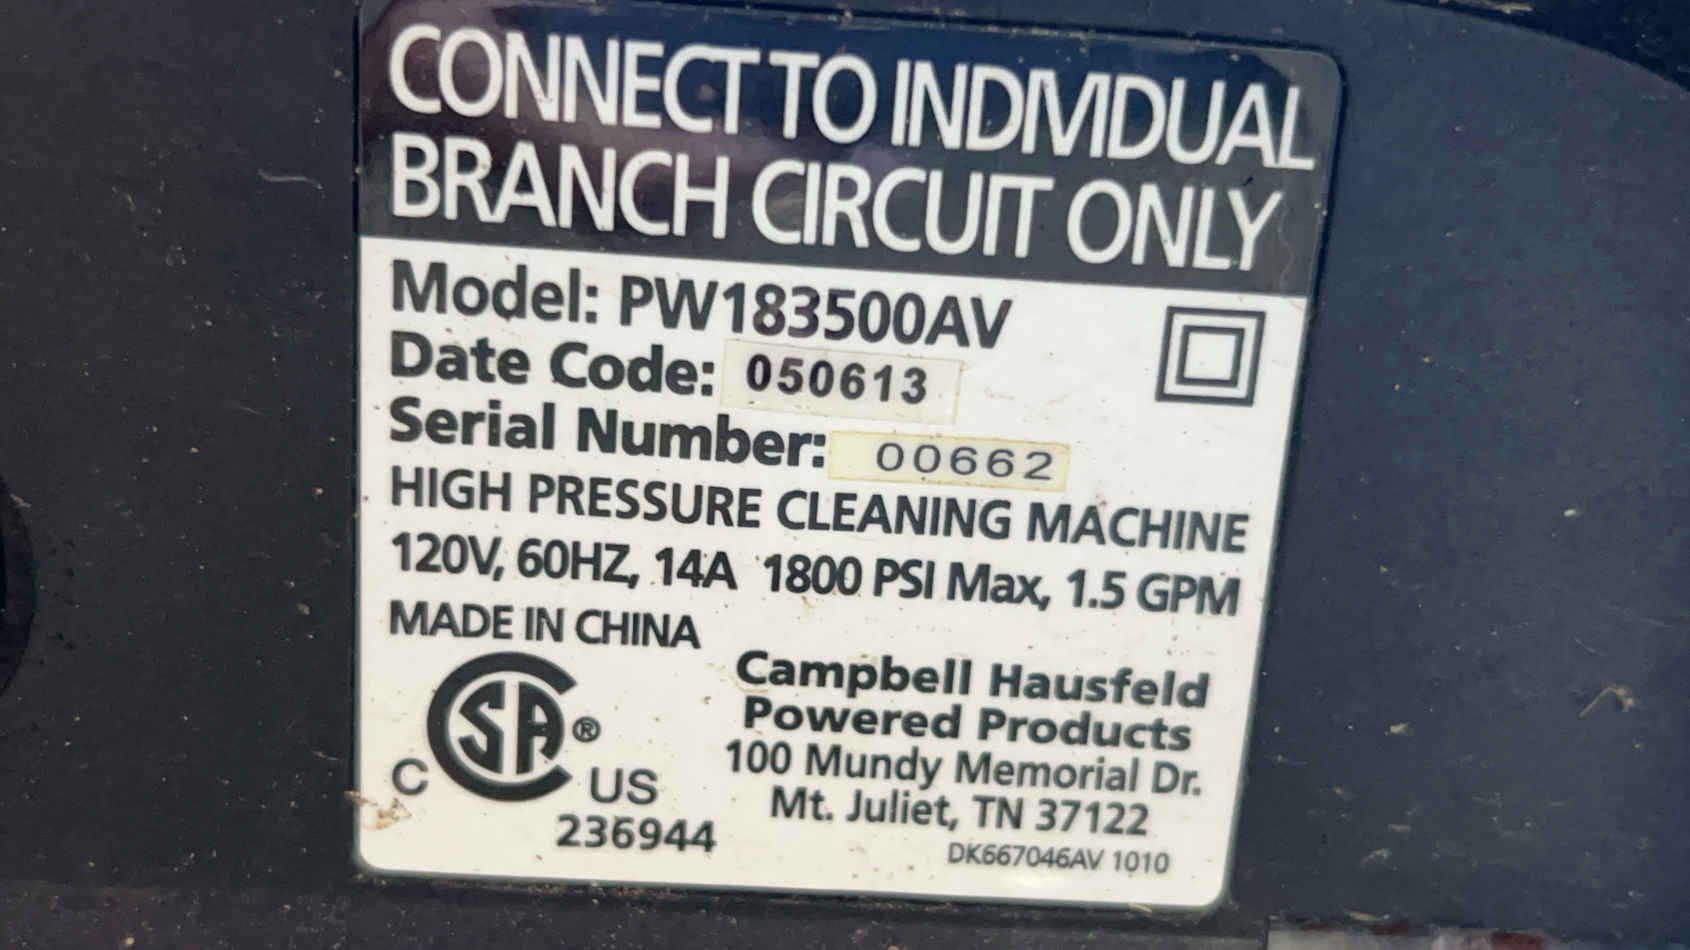 CONNECT TO INDIVIDUAL
BRANCH CIRCUIT ONLY
Model: PW183500AV
Date Code: 050613
Serial Number: 00662
HIGH PRESSURE CLEANING MACHINE
120V, 60HZ, 14A 1800 PSI Max, 1.5 GPM
MADE IN CHINA
C SA® US
236944
Campbell Hausfeld
Powered Products
100 Mundy Memorial Dr.
Mt. Juliet, TN 37122
DK667046AV 1010